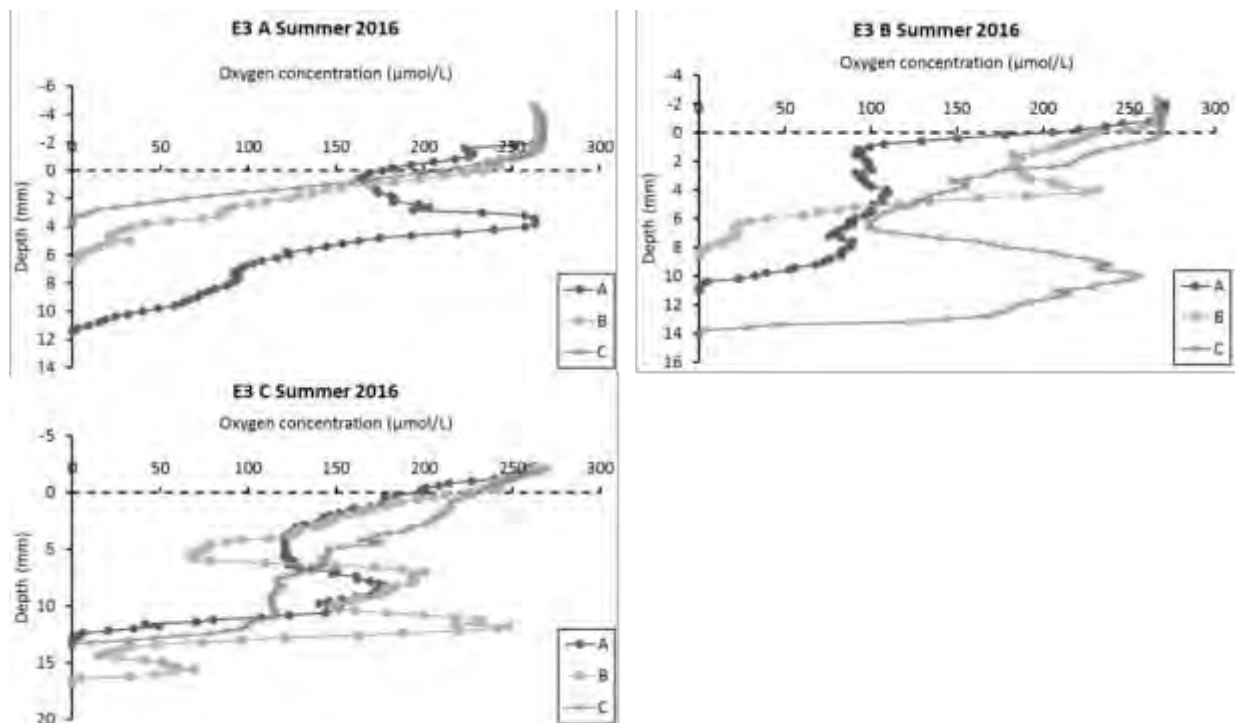 E3 A Summer 2016
Oxygen concentration (µmol/L)
-6
-4
-2
0 50 100 150 200 250 300
0
2
4
6
8
10
12
14
Depth (mm)
A
B
C
E3 B Summer 2016
Oxygen concentration (µmol/L)
-4
-2
0 50 100 150 200 250 300
0
2
4
6
8
10
12
14
16
Depth (mm)
A
B
C
E3 C Summer 2016
Oxygen concentration (µmol/L)
-5
0 50 100 150 200 250 300
0
5
10
15
20
Depth (mm)
A
B
C